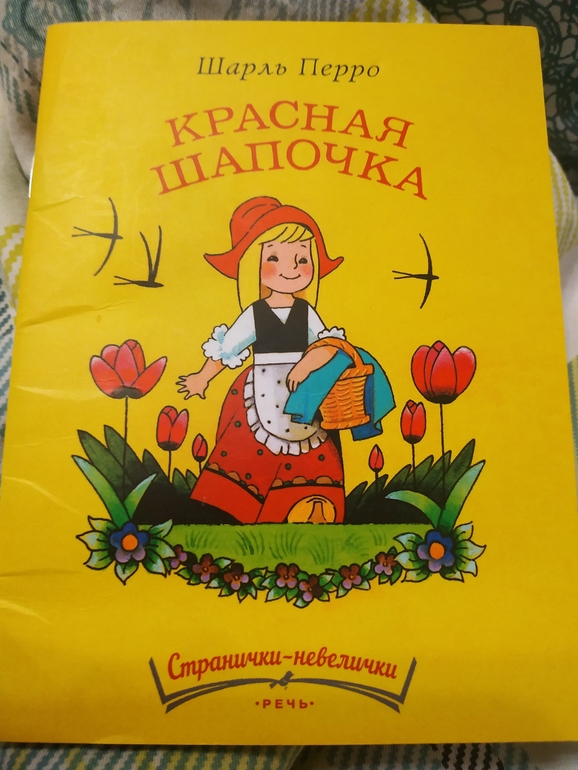 Шарль Перро
КРАСНАЯ
ШАПОЧКА
Странички-невелички
•РЕЧЬ•